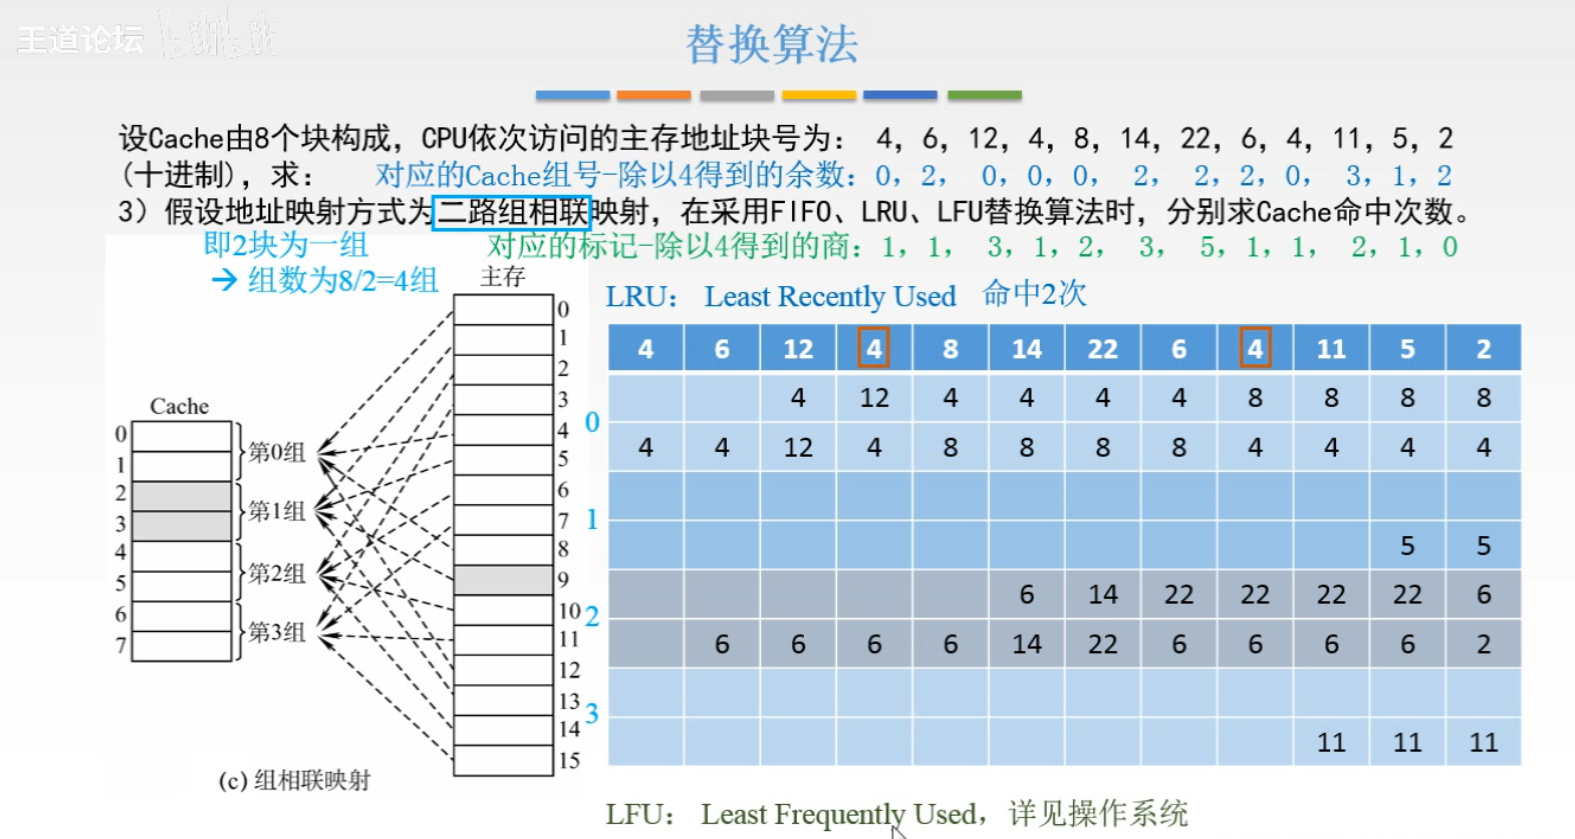 王道论坛 bilibili
替换算法
设Cache由8个块构成，CPU依次访问的主存地址块号为： 4，6，12，4，8，14，22，6，4，11，5，2
(十进制)，求： 对应的Cache组号-除以4得到的余数：0，2， 0，0，0， 2， 2，2，0， 3，1，2
3）假设地址映射方式为二路组相联映射，在采用FIFO、LRU、LFU替换算法时，分别求Cache命中次数。
即2块为一组 对应的标记-除以4得到的商：1，1， 3，1，2， 3， 5，1，1， 2，1，0
→ 组数为8/2=4组
主存
0
1
2
3
4
5
6
7
8
9
10
11
12
13
14
15
Cache
0
1
2
3
4
5
6
7
第0组
第1组
第2组
第3组
(c) 组相联映射
LRU： Least Recently Used 命中2次
4 6 12 4 8 14 22 6 4 11 5 2
0
4 12 4 4 4 4 8 8 8 8
4 4 12 4 8 8 8 8 4 4 4 4
1
5 5
2
6 14 22 22 22 22 6
6 6 6 6 14 22 6 6 6 6 2
3
11 11 11
LFU： Least Frequently Used，详见操作系统